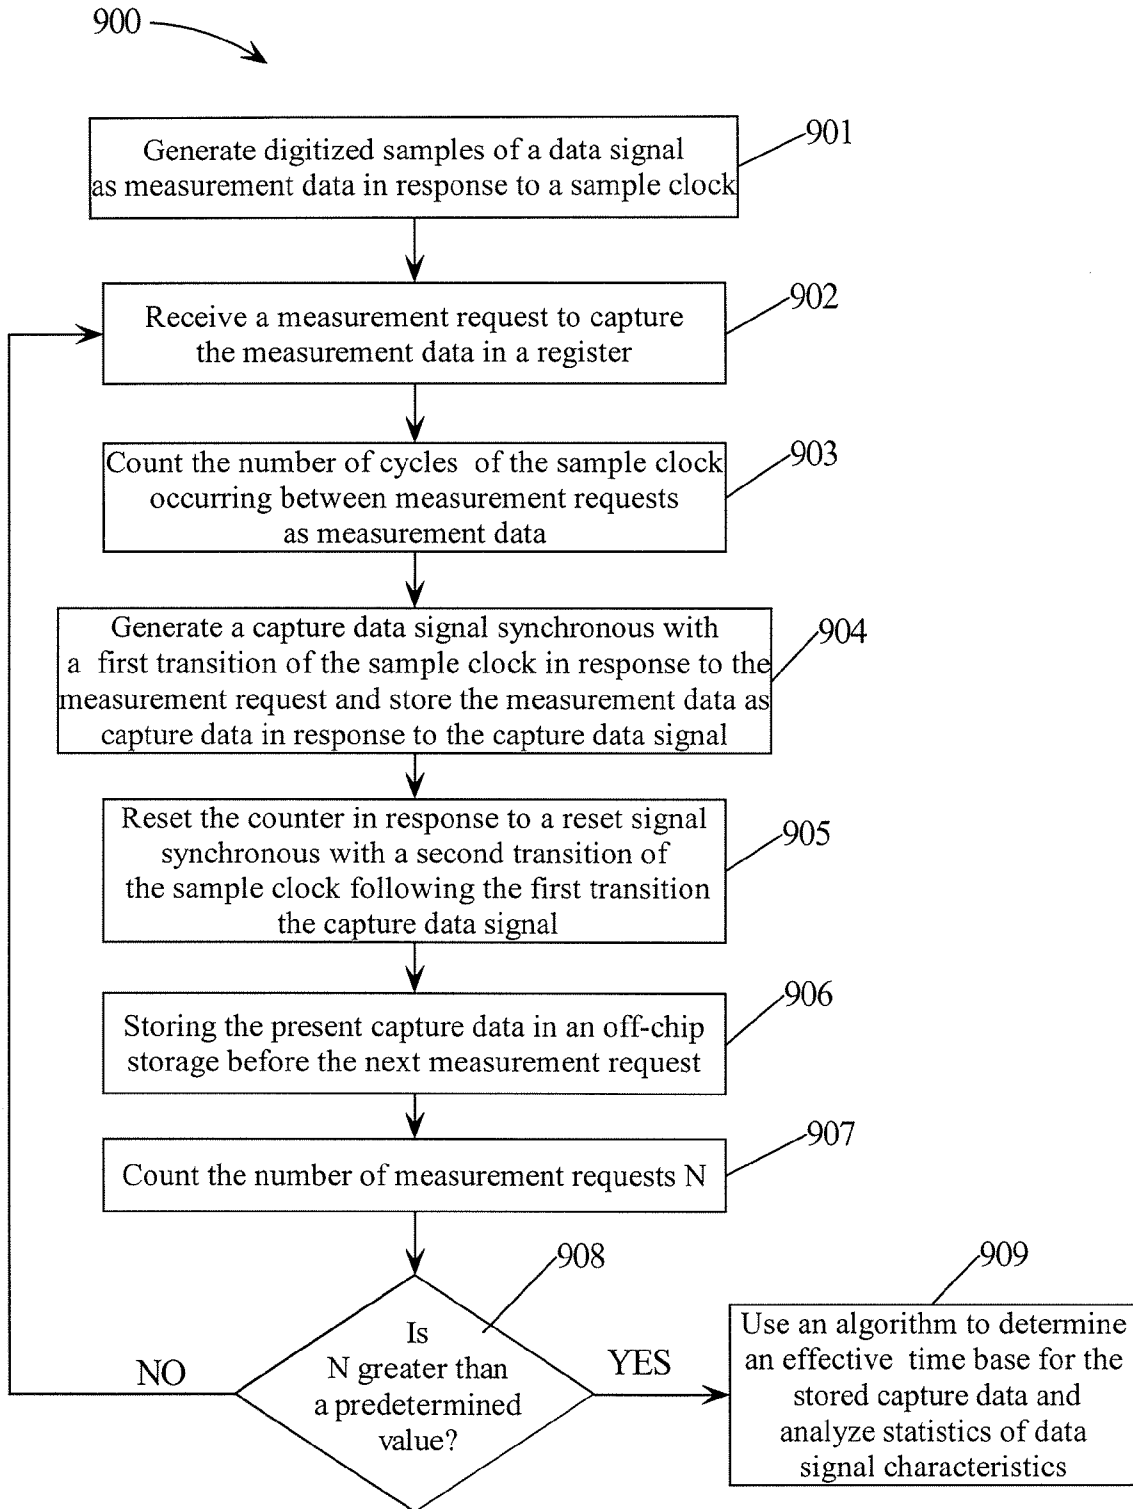 900
Generate digitized samples of a data signal
as measurement data in response to a sample clock
901
Receive a measurement request to capture
the measurement data in a register
902
Count the number of cycles of the sample clock
occurring between measurement requests
as measurement data
903
Generate a capture data signal synchronous with
a first transition of the sample clock in response to the
measurement request and store the measurement data as
capture data in response to the capture data signal
904
Reset the counter in response to a reset signal
synchronous with a second transition of
the sample clock following the first transition
the capture data signal
905
Storing the present capture data in an off-chip
storage before the next measurement request
906
Count the number of measurement requests N
907
Is
N greater than
a predetermined
value?
908
NO
YES
909
Use an algorithm to determine
an effective time base for the
stored capture data and
analyze statistics of data
signal characteristics